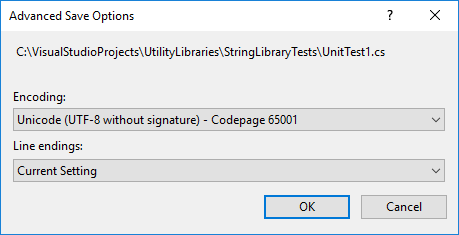 Advanced Save Options
C:\VisualStudioProjects\UtilityLibraries\StringLibraryTests\UnitTest1.cs
Encoding:
Unicode (UTF-8 without signature) - Codepage 65001
Line endings:
Current Setting
OK
Cancel